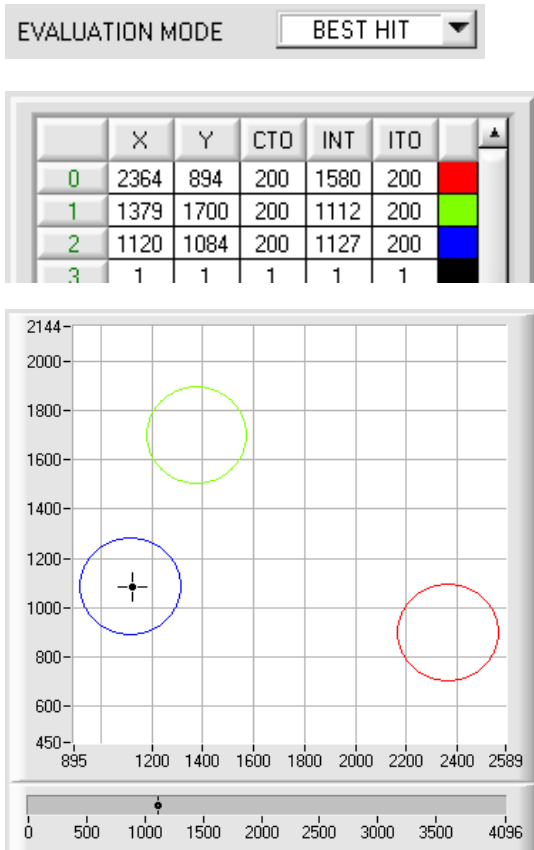 EVALUATION MODE BEST HIT
X Y CTO INT ITO
0 2364 894 200 1580 200
1 1379 1700 200 1112 200
2 1120 1084 200 1127 200
3 1 1 1 1 1
2144
2000
1800
1600
1400
1200
1000
800
600
450
895 1200 1400 1600 1800 2000 2200 2400 2589
0 500 1000 1500 2000 2500 3000 3500 4096